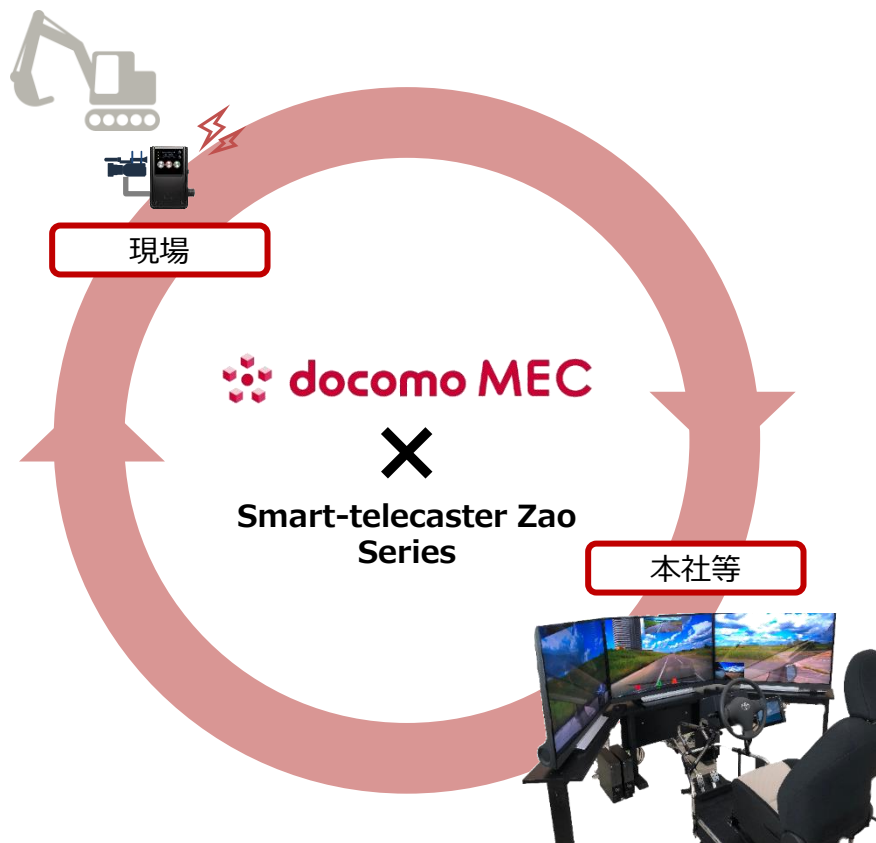 現場
docomo MEC
×
Smart-telecaster Zao
Series
本社等